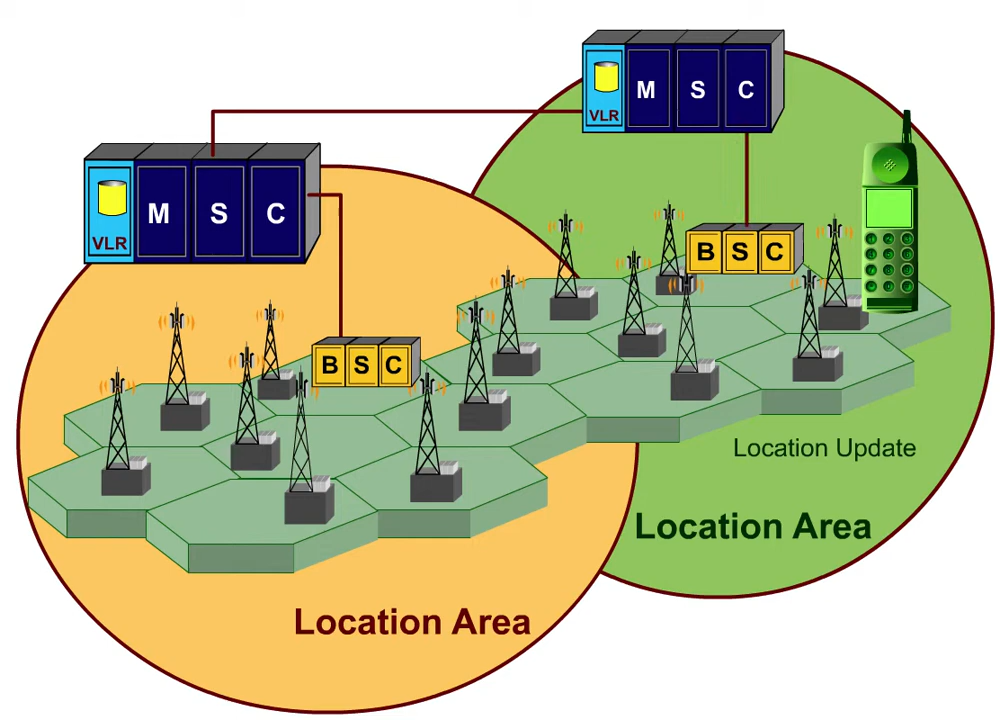 M S C
VLR
M S C
VLR
B S C
B S C
Location Update
Location Area
Location Area